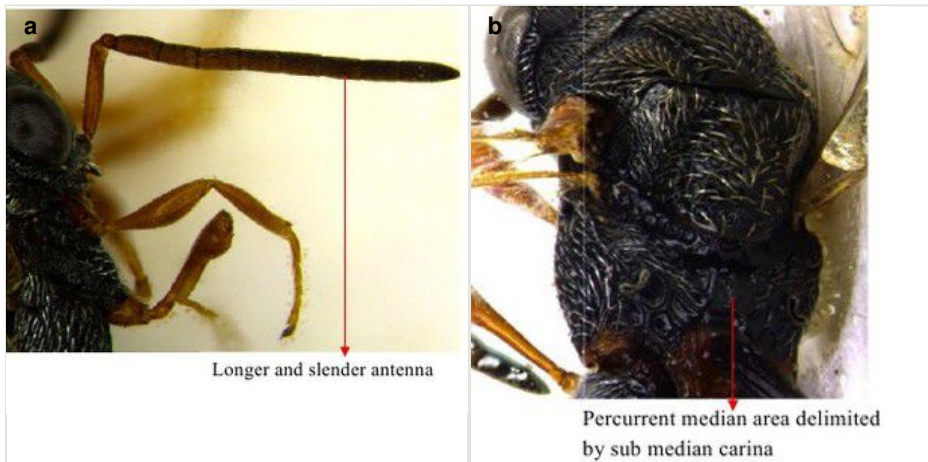 a
b
Longer and slender antenna
Percurrent median area delimited
by sub median carina